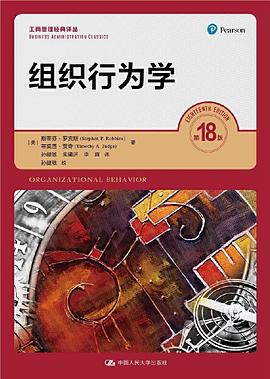 工商管理经典译丛
BUSINESS ADMINISTRATION CLASSICS
Pearson
组织行为学
EIGHTEENTH EDITION
第18版
[美] 斯蒂芬·罗宾斯 (Stephen P. Robbins)
蒂莫西·贾奇 (Timothy A. Judge) 著
孙健敏 朱曦济 李原 译
孙健敏 校
ORGANIZATIONAL BEHAVIOR
中国人民大学出版社